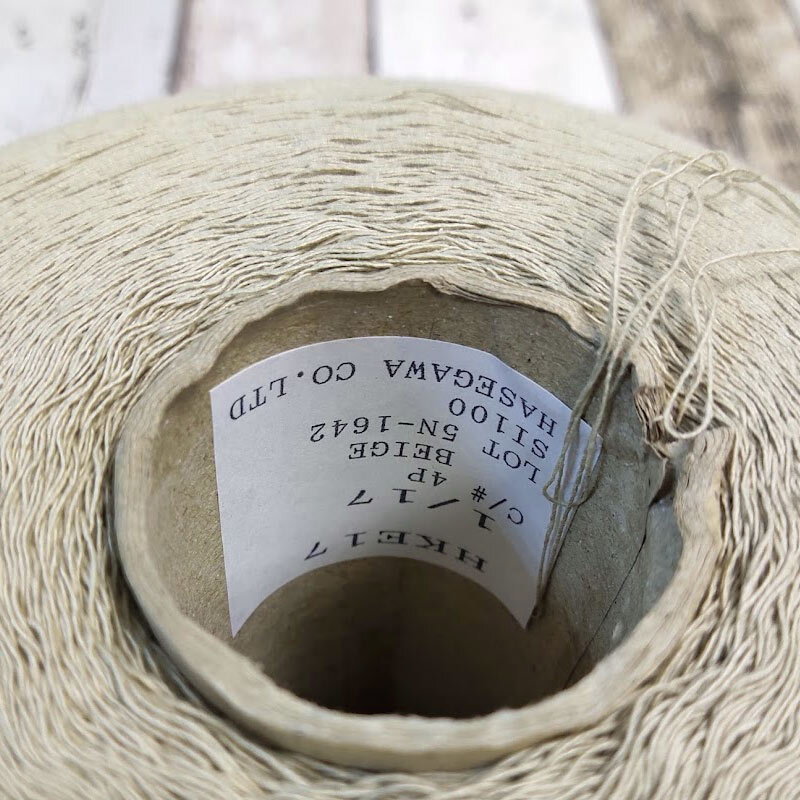 HKE17
1/17
C/# 4P BEIGE
LOT 5N-1642
SI100
HASEGAWA CO.LTD